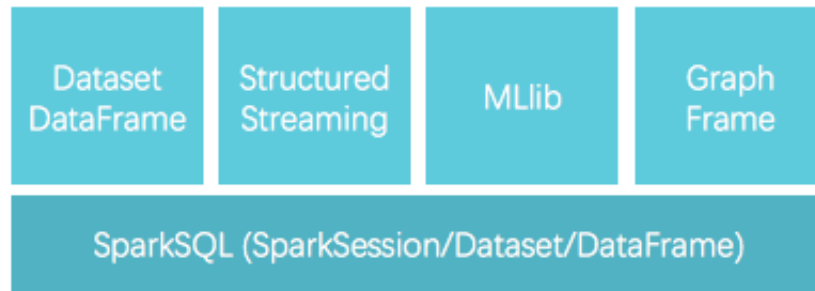 Dataset
DataFrame
Structured
Streaming
MLlib
Graph
Frame
SparkSQL (SparkSession/Dataset/DataFrame)